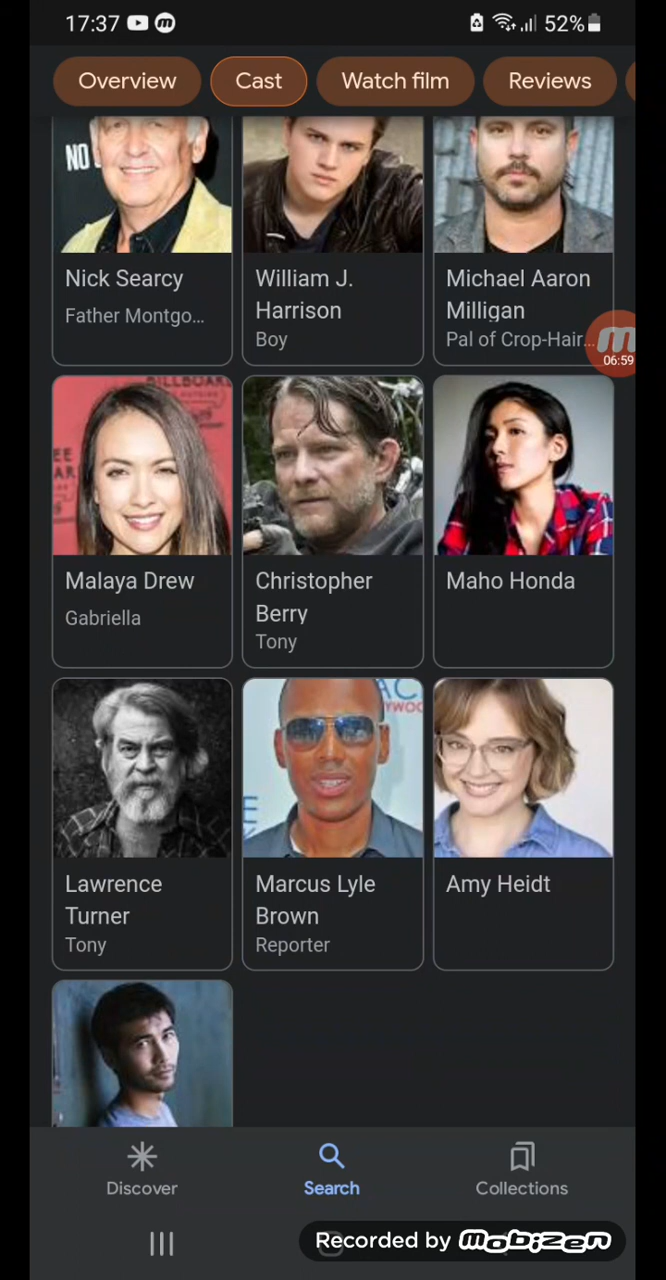 17:37
52%
Overview
Cast
Watch film
Reviews
NO
Nick Searcy
Father Montgo...
William J.
Harrison
Boy
Michael Aaron
Milligan
Pal of Crop-Hair...
m
06:59
BILLBOAR
Malaya Drew
Gabriella
Christopher
Berry
Tony
Maho Honda
Lawrence
Turner
Tony
Marcus Lyle
Brown
Reporter
Amy Heidt
Discover
Search
Collections
Recorded by mobizen